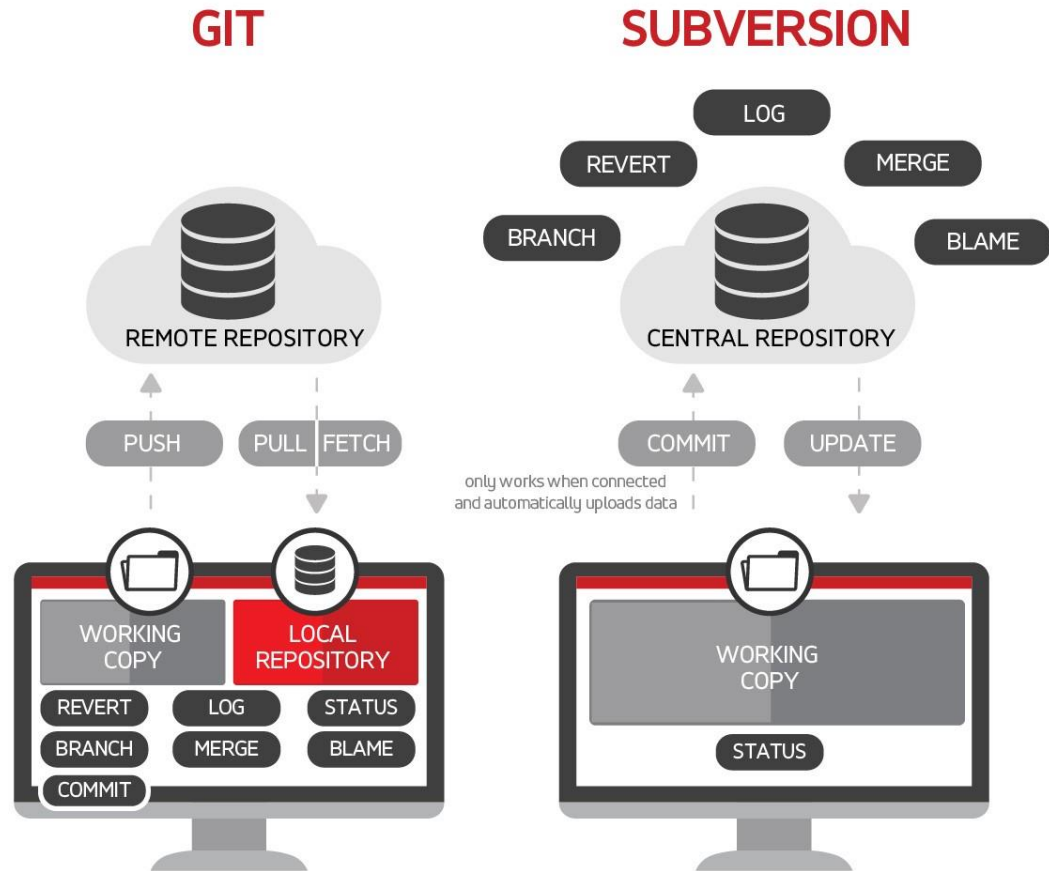 GIT
REMOTE REPOSITORY
PUSH
PULL
FETCH
WORKING
COPY
LOCAL
REPOSITORY
REVERT
LOG
STATUS
BRANCH
MERGE
BLAME
COMMIT
SUBVERSION
LOG
REVERT
MERGE
BRANCH
BLAME
CENTRAL REPOSITORY
COMMIT
UPDATE
only works when connected
and automatically uploads data
WORKING
COPY
STATUS